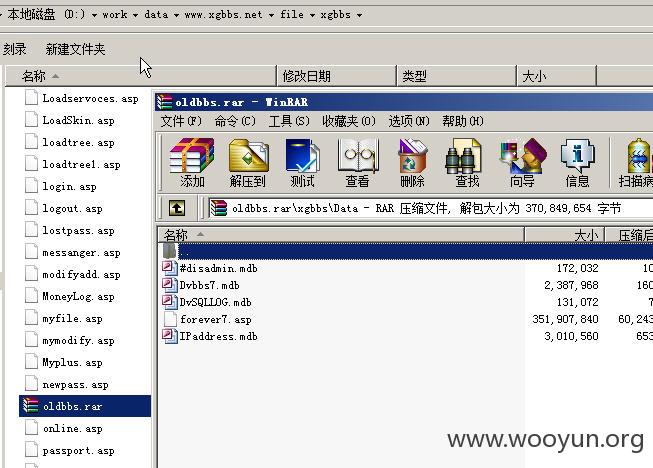 本地磁盘 (D:) ▸ work ▸ data ▸ www.xgbbs.net ▸ file ▸ xgbbs ▸
刻录 新建文件夹
名称 修改日期 类型 大小
Loadservoces.asp
LoadSkin.asp
loadtree.asp
loadtree1.asp
login.asp
logout.asp
lostpass.asp
messanger.asp
modifyadd.asp
MoneyLog.asp
myfile.asp
mymodify.asp
Myplus.asp
newpass.asp
oldbbs.rar
online.asp
passport.asp
oldbbs.rar - WinRAR
文件(F) 命令(C) 工具(S) 收藏夹(O) 选项(N) 帮助(H)
添加 解压到 测试 查看 删除 查找 向导 信息 扫描病
oldbbs.rar\xgbbs\Data - RAR 压缩文件, 解包大小为 370,849,654 字节
名称 大小 压缩后
..
#disadmin.mdb 172,032 10
Dvbbs7.mdb 2,387,968 160
DvSQLLOG.mdb 131,072 7
forever7.asp 351,907,840 60,243
IPaddress.mdb 3,010,560 653
www.wooyun.org